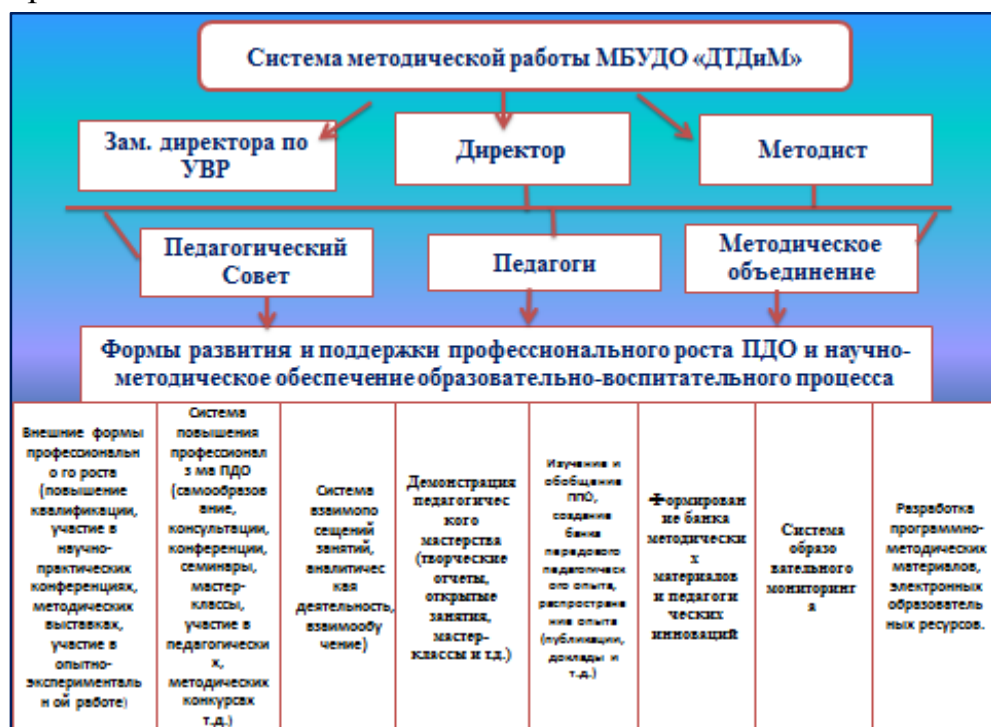 Система методической работы МБУДО «ДТДиМ»
Зам. директора по
УВР
Директор
Методист
Педагогический
Совет
Педагоги
Методическое
объединение
Формы развития и поддержки профессионального роста ПДО и научно-
методическое обеспечение образовательно-воспитательного процесса
Внешние формы
профессиональн
о го роста
(повышение
квалификации,
участие в
научно-
практических
конференциях,
методических
выставках,
участие в
опытно-
эксперименталь
н ой работе)
Система
повышения
профессионал
з ма ПДО
(самообразов
ание,
консультации,
конференции,
семинары,
мастер-
классы,
участие в
педагогически
х,
методических
конкурсах
т.д.)
Система
взаимопо
сещений
занятий,
аналитичес
кая
деятельность,
взаимообу
чение)
Демонстрация
педагогичес
кого
мастерства
(творческие
отчеты,
открытые
занятия,
мастер-
классы и т.д.)
Изучение и
обобщение
ППО,
создание
банка
передового
педагогическ
ого опыта,
распростране
ние опыта
(публикации,
доклады и
т.д.)
Формирован
ие банка
методически
х
материалов
и педагоги
ческих
инноваций
Система
образо
вательного
мониторинг
а
Разработка
программно-
методических
материалов,
электронных
образователь
ных ресурсов.